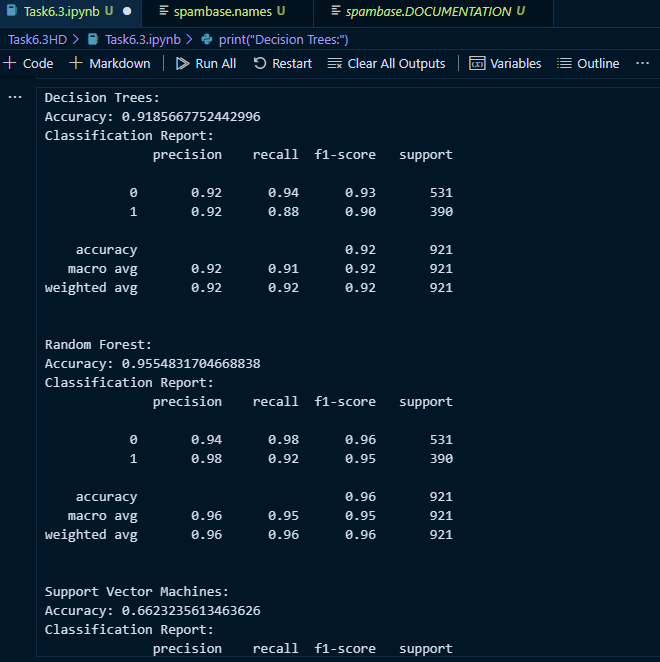 Task6.3.ipynb U ● spambase.names U spambase.DOCUMENTATION U
Task6.3HD > Task6.3.ipynb > print("Decision Trees:")
+ Code + Markdown Run All Restart Clear All Outputs Variables Outline ...
... Decision Trees:
Accuracy: 0.9185667752442996
Classification Report:
precision recall f1-score support
0 0.92 0.94 0.93 531
1 0.92 0.88 0.90 390
accuracy 0.92 921
macro avg 0.92 0.91 0.92 921
weighted avg 0.92 0.92 0.92 921
Random Forest:
Accuracy: 0.9554831704668838
Classification Report:
precision recall f1-score support
0 0.94 0.98 0.96 531
1 0.98 0.92 0.95 390
accuracy 0.96 921
macro avg 0.96 0.95 0.95 921
weighted avg 0.96 0.96 0.96 921
Support Vector Machines:
Accuracy: 0.6623235613463626
Classification Report:
precision recall f1-score support